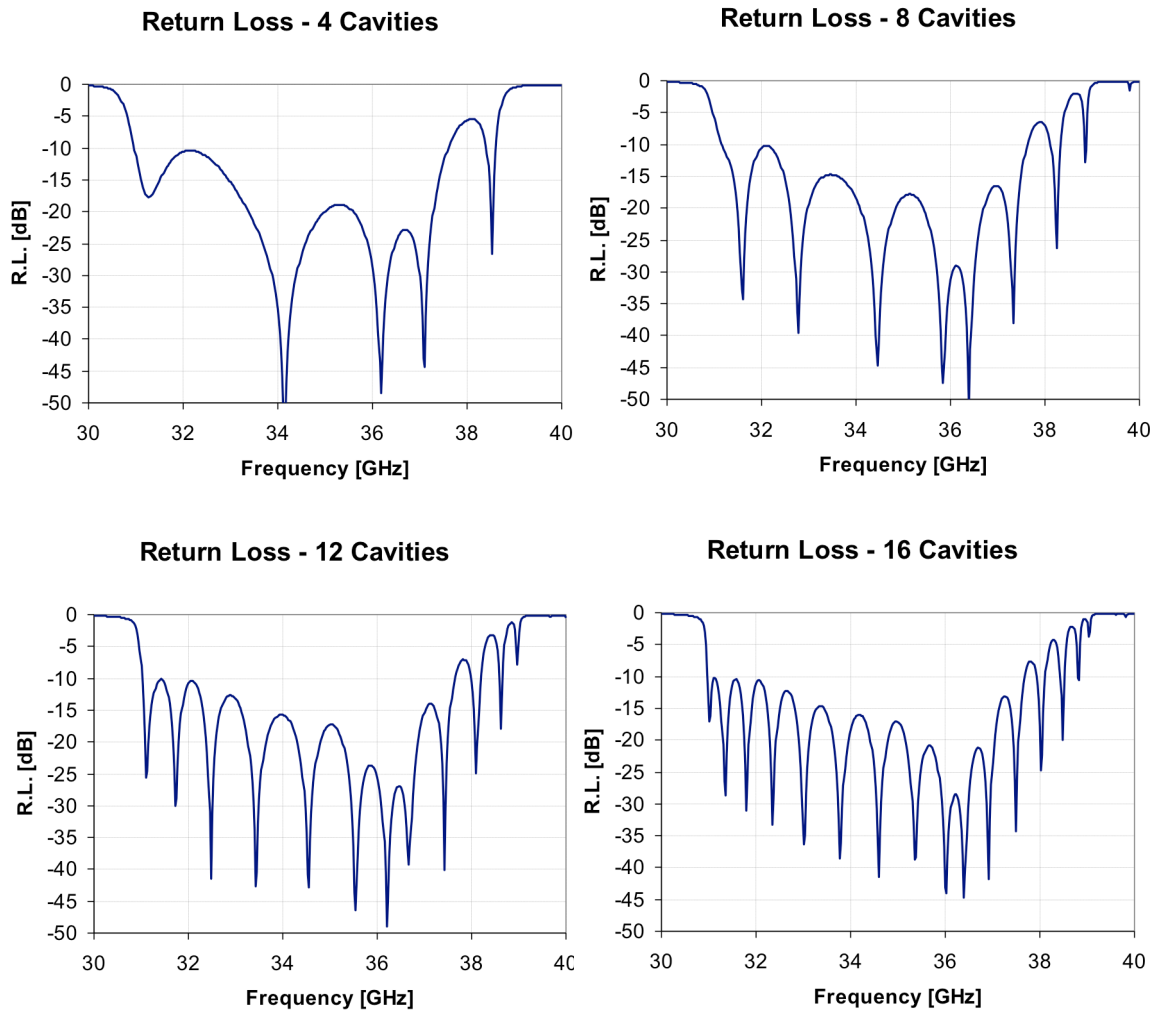 Return Loss - 4 Cavities
0
-5
-10
-15
-20
-25
-30
-35
-40
-45
-50
R.L. [dB]
30 32 34 36 38 40
Frequency [GHz]
Return Loss - 8 Cavities
0
-5
-10
-15
-20
-25
-30
-35
-40
-45
-50
R.L. [dB]
30 32 34 36 38 40
Frequency [GHz]
Return Loss - 12 Cavities
0
-5
-10
-15
-20
-25
-30
-35
-40
-45
-50
R.L. [dB]
30 32 34 36 38 40
Frequency [GHz]
Return Loss - 16 Cavities
0
-5
-10
-15
-20
-25
-30
-35
-40
-45
-50
R.L. [dB]
30 32 34 36 38 40
Frequency [GHz]